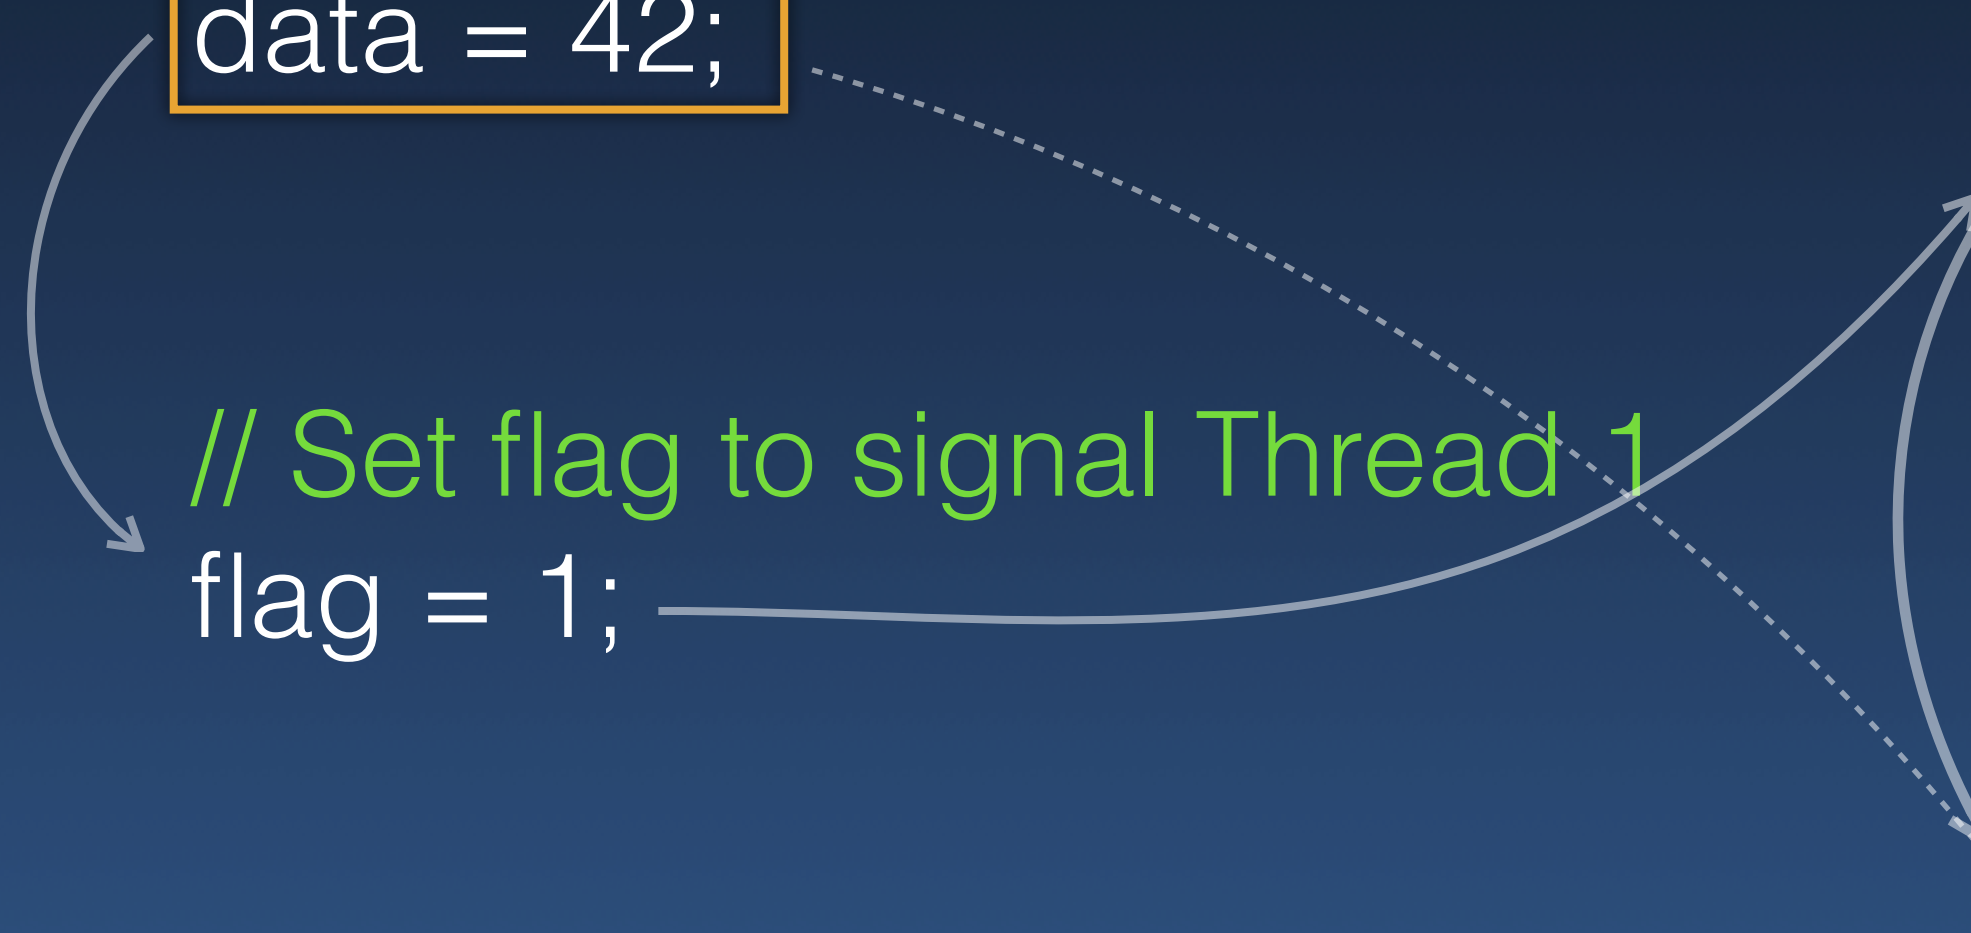 data = 42;
// Set flag to signal Thread 1
flag = 1;